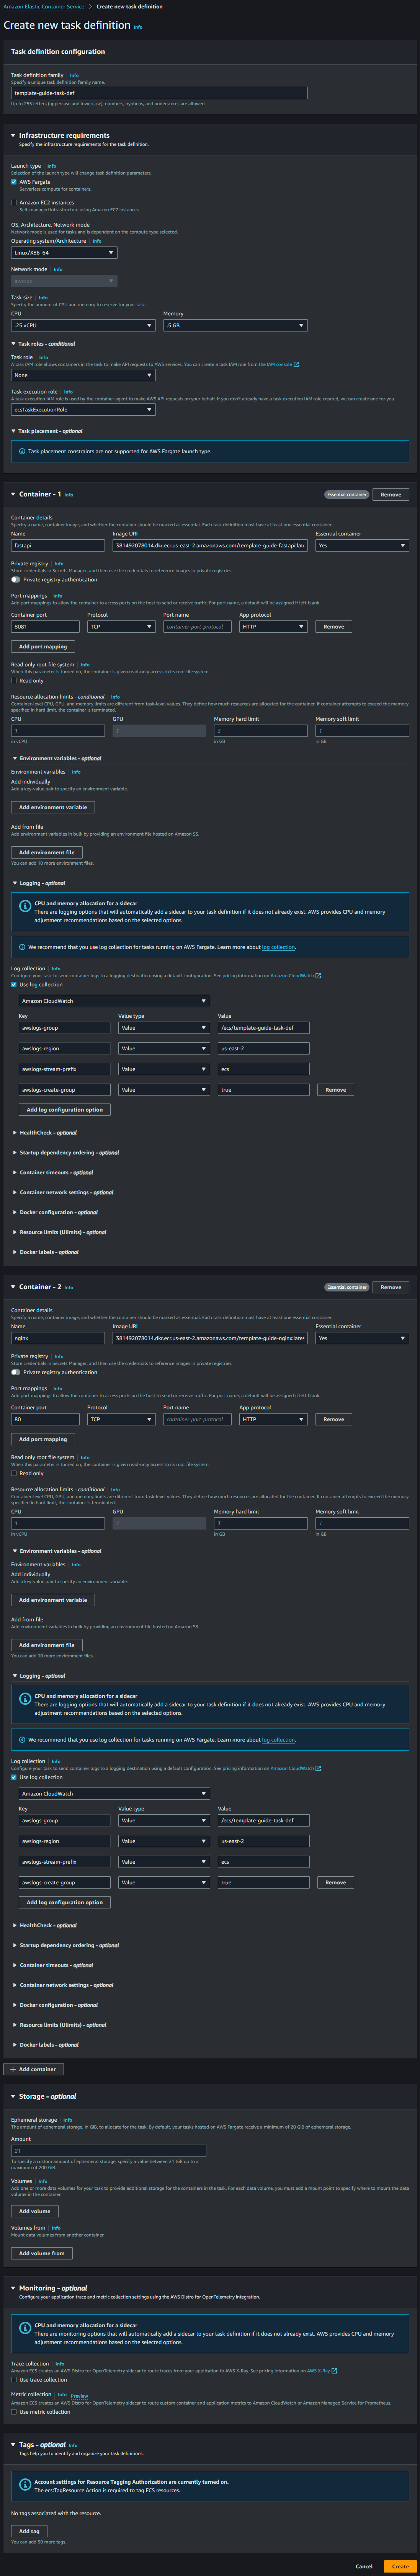 Amazon Elastic Container Service > Create new task definition
Create new task definition Info
Task definition configuration
Task definition family Info
Specify a unique task definition family name.
template-guide-task-def
Up to 255 letters (uppercase and lowercase), numbers, hyphens, and underscores are allowed.
Infrastructure requirements
Specify the infrastructure requirements for the task definition.
Launch type Info
Selection of the launch type will change task definition parameters.
AWS Fargate
Serverless compute for containers.
Amazon EC2 instances
Self-managed infrastructure using Amazon EC2 instances.
OS, Architecture, Network mode
Network mode is used for tasks and is dependent on the compute type selected.
Operating system/Architecture Info
Linux/X86_64
Network mode Info
awsvpc
Task size Info
Specify the amount of CPU and memory to reserve for your task.
CPU Memory
.25 vCPU .5 GB
Task roles - conditional
Task role Info
A task IAM role allows containers in the task to make API requests to AWS services. You can create a task IAM role from the IAM console
None
Task execution role Info
A task execution IAM role is used by the container agent to make AWS API requests on your behalf. If you don't already have a task execution IAM role created, we can create one for you.
ecsTaskExecutionRole
Task placement - optional
Task placement constraints are not supported for AWS Fargate launch type.
Container - 1 Info Essential container Remove
Container details
Specify a name, container image, and whether the container should be marked as essential. Each task definition must have at least one essential container.
Name Image URI Essential container
fastapi 381492078014.dkr.ecr.us-east-2.amazonaws.com/template-guide-fastapi:late Yes
Private registry Info
Store credentials in Secrets Manager, and then use the credentials to reference images in private registries.
Private registry authentication
Port mappings Info
Add port mappings to allow the container to access ports on the host to send or receive traffic. For port name, a default will be assigned if left blank.
Container port Protocol Port name App protocol
8081 TCP container-port-protocol HTTP Remove
Add port mapping
Read only root file system Info
When this parameter is turned on, the container is given read-only access to its root file system.
Read only
Resource allocation limits - conditional Info
Container-level CPU, GPU, and memory limits are different from task-level values. They define how much resources are allocated for the container. If container attempts to exceed the memory
specified in hard limit, the container is terminated.
CPU GPU Memory hard limit Memory soft limit
1 1 3 1
in vCPU in GB in GB
Environment variables - optional
Environment variables Info
Add individually
Add a key-value pair to specify an environment variable.
Add environment variable
Add from file
Add environment variables in bulk by providing an environment file hosted on Amazon S3.
Add environment file
You can add 10 more environment files.
Logging - optional
CPU and memory allocation for a sidecar
There are logging options that will automatically add a sidecar to your task definition if it does not already exist. AWS provides CPU and memory
adjustment recommendations based on the selected options.
We recommend that you use log collection for tasks running on AWS Fargate. Learn more about log collection.
Log collection Info
Configure your task to send container logs to a logging destination using a default configuration. See pricing information on Amazon CloudWatch
Use log collection
Amazon CloudWatch
Key Value type Value
awslogs-group Value /ecs/template-guide-task-def
awslogs-region Value us-east-2
awslogs-stream-prefix Value ecs
awslogs-create-group Value true Remove
Add log configuration option
HealthCheck - optional
Startup dependency ordering - optional
Container timeouts - optional
Container network settings - optional
Docker configuration - optional
Resource limits (Ulimits) - optional
Docker labels - optional
Container - 2 Info Essential container Remove
Container details
Specify a name, container image, and whether the container should be marked as essential. Each task definition must have at least one essential container.
Name Image URI Essential container
nginx 381492078014.dkr.ecr.us-east-2.amazonaws.com/template-guide-nginx:lates Yes
Private registry Info
Store credentials in Secrets Manager, and then use the credentials to reference images in private registries.
Private registry authentication
Port mappings Info
Add port mappings to allow the container to access ports on the host to send or receive traffic. For port name, a default will be assigned if left blank.
Container port Protocol Port name App protocol
80 TCP container-port-protocol HTTP Remove
Add port mapping
Read only root file system Info
When this parameter is turned on, the container is given read-only access to its root file system.
Read only
Resource allocation limits - conditional Info
Container-level CPU, GPU, and memory limits are different from task-level values. They define how much resources are allocated for the container. If container attempts to exceed the memory
specified in hard limit, the container is terminated.
CPU GPU Memory hard limit Memory soft limit
1 1 3 1
in vCPU in GB in GB
Environment variables - optional
Environment variables Info
Add individually
Add a key-value pair to specify an environment variable.
Add environment variable
Add from file
Add environment variables in bulk by providing an environment file hosted on Amazon S3.
Add environment file
You can add 10 more environment files.
Logging - optional
CPU and memory allocation for a sidecar
There are logging options that will automatically add a sidecar to your task definition if it does not already exist. AWS provides CPU and memory
adjustment recommendations based on the selected options.
We recommend that you use log collection for tasks running on AWS Fargate. Learn more about log collection.
Log collection Info
Configure your task to send container logs to a logging destination using a default configuration. See pricing information on Amazon CloudWatch
Use log collection
Amazon CloudWatch
Key Value type Value
awslogs-group Value /ecs/template-guide-task-def
awslogs-region Value us-east-2
awslogs-stream-prefix Value ecs
awslogs-create-group Value true Remove
Add log configuration option
HealthCheck - optional
Startup dependency ordering - optional
Container timeouts - optional
Container network settings - optional
Docker configuration - optional
Resource limits (Ulimits) - optional
Docker labels - optional
+ Add container
Storage - optional
Ephemeral storage Info
The amount of ephemeral storage, in GiB, to allocate for the task. By default, your tasks hosted on AWS Fargate receive a minimum of 20 GiB of ephemeral storage.
Amount
21
To specify a custom amount of ephemeral storage, specify a value between 21 GiB up to a
maximum of 200 GiB.
Volumes Info
Add one or more data volumes for your task to provide additional storage for the containers in the task. For each data volume, you must add a mount point to specify where to mount the data
volume in the container.
Add volume
Volumes from Info
Mount data volumes from another container.
Add volume from
Monitoring - optional
Configure your application trace and metric collection settings using the AWS Distro for OpenTelemetry integration.
CPU and memory allocation for a sidecar
There are monitoring options that will automatically add a sidecar to your task definition if it does not already exist. AWS provides CPU and memory
adjustment recommendations based on the selected options.
Trace collection Info
Amazon ECS creates an AWS Distro for OpenTelemetry sidecar to route traces from your application to AWS X-Ray. See pricing information on AWS X-Ray
Use trace collection
Metric collection Info Preview
Amazon ECS creates an AWS Distro for OpenTelemetry sidecar to route custom container and application metrics to Amazon CloudWatch or Amazon Managed Service for Prometheus.
Use metric collection
Tags - optional Info
Tags help you to identify and organize your task definitions.
Account settings for Resource Tagging Authorization are currently turned on.
The ecs:TagResource Action is required to tag ECS resources.
No tags associated with the resource.
Add tag
You can add 50 more tags.
Cancel Create